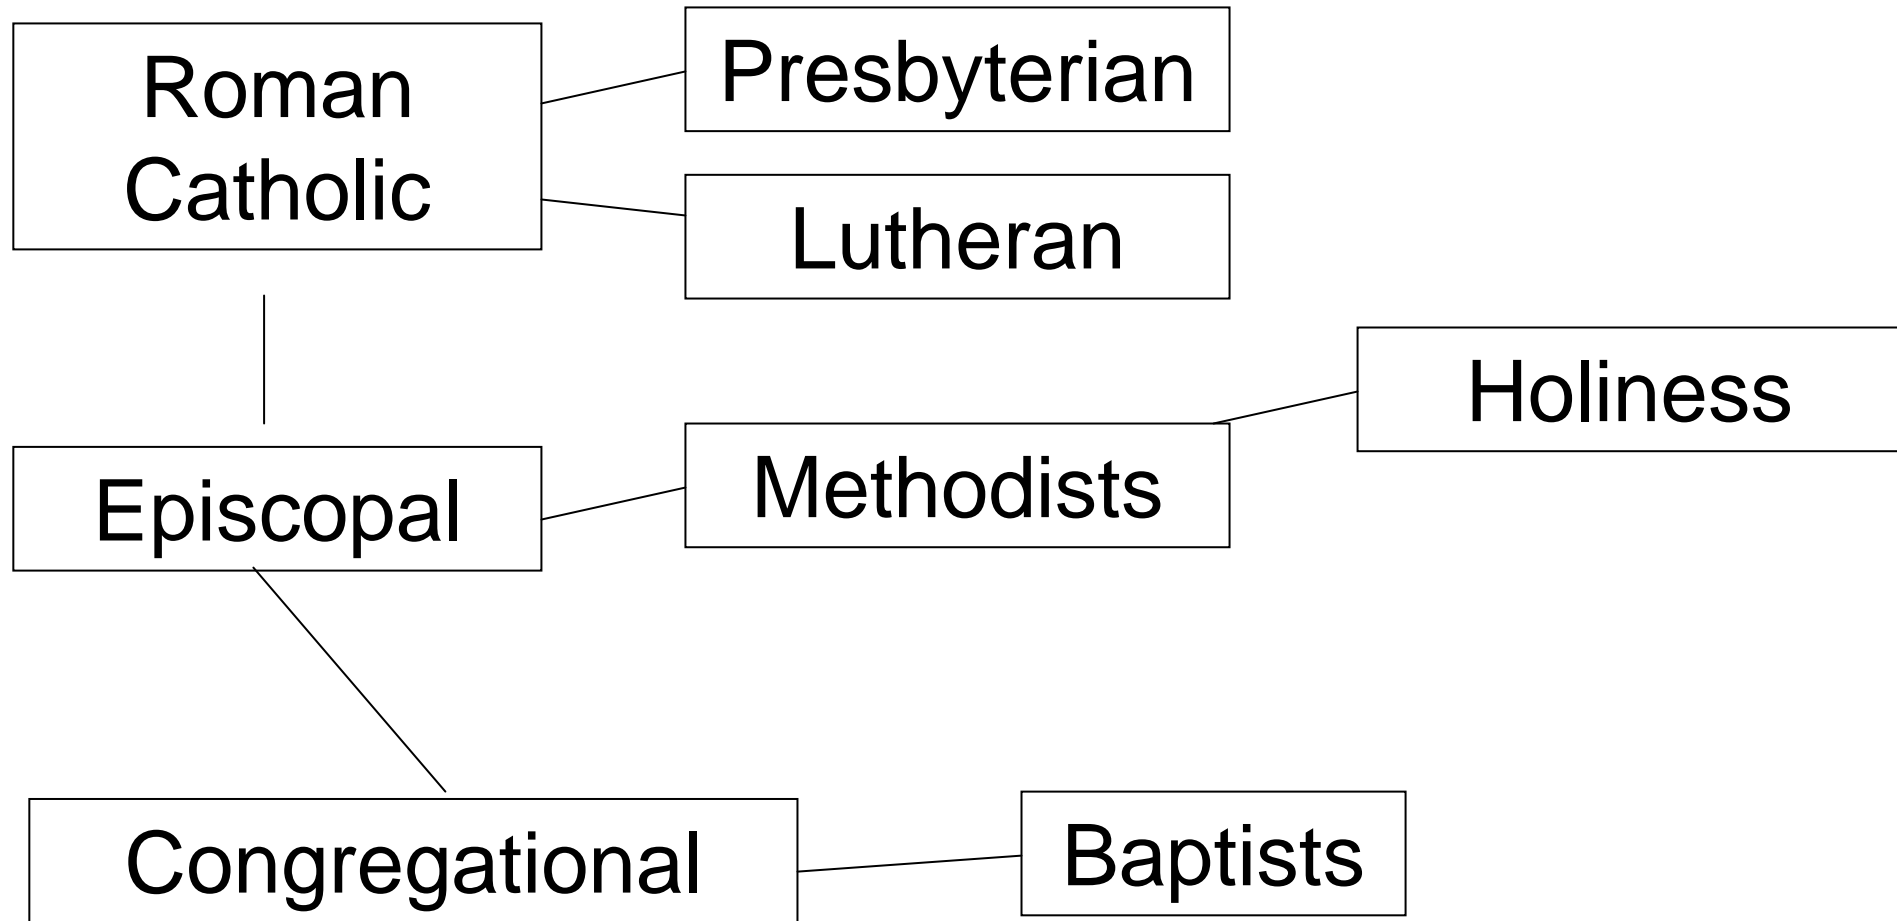 Roman
Catholic
Presbyterian
Lutheran
Holiness
Episcopal
Methodists
Congregational
Baptists